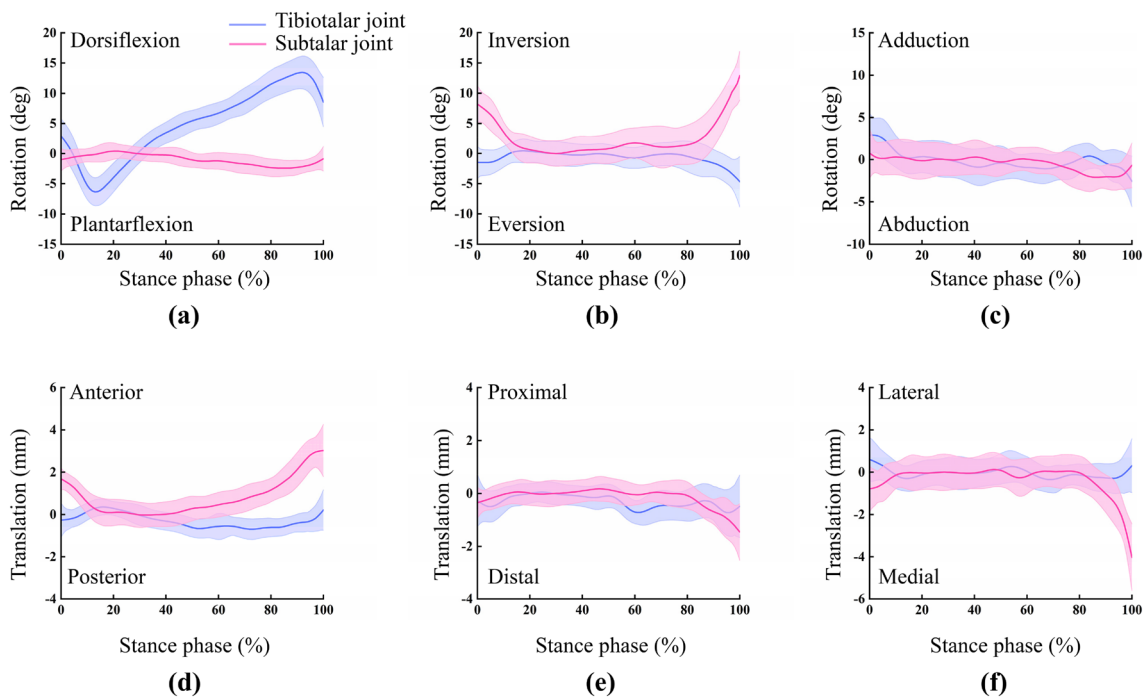 Tibiotalar joint
Subtalar joint
20
Dorsiflexion
15
10
5
0
-5
-10
Plantarflexion
-15
Rotation (deg)
0 20 40 60 80 100
Stance phase (%)
(a)
20
Inversion
15
10
5
0
-5
-10
Eversion
-15
Rotation (deg)
0 20 40 60 80 100
Stance phase (%)
(b)
15
Adduction
10
5
0
-5
Abduction
-10
Rotation (deg)
0 20 40 60 80 100
Stance phase (%)
(c)
6
Anterior
4
2
0
-2
Posterior
-4
Translation (mm)
0 20 40 60 80 100
Stance phase (%)
(d)
4
Proximal
2
0
-2
Distal
-4
Translation (mm)
0 20 40 60 80 100
Stance phase (%)
(e)
4
Lateral
2
0
-2
-4
Medial
-6
Translation (mm)
0 20 40 60 80 100
Stance phase (%)
(f)